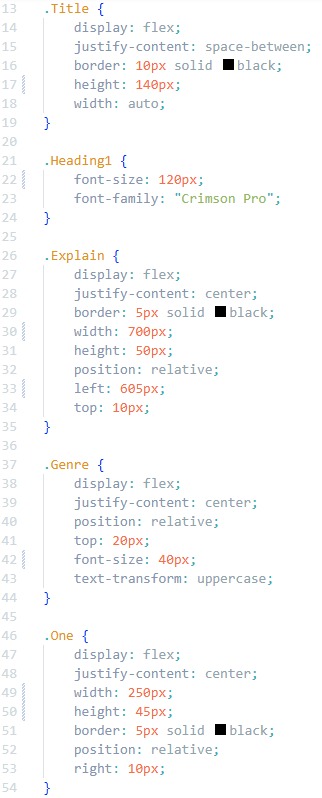 13 .Title {
14     display: flex;
15     justify-content: space-between;
16     border: 10px solid black;
17     height: 140px;
18     width: auto;
19 }
20
21 .Heading1 {
22     font-size: 120px;
23     font-family: "Crimson Pro";
24 }
25
26 .Explain {
27     display: flex;
28     justify-content: center;
29     border: 5px solid black;
30     width: 700px;
31     height: 50px;
32     position: relative;
33     left: 605px;
34     top: 10px;
35 }
36
37 .Genre {
38     display: flex;
39     justify-content: center;
40     position: relative;
41     top: 20px;
42     font-size: 40px;
43     text-transform: uppercase;
44 }
45
46 .One {
47     display: flex;
48     justify-content: center;
49     width: 250px;
50     height: 45px;
51     border: 5px solid black;
52     position: relative;
53     right: 10px;
54 }